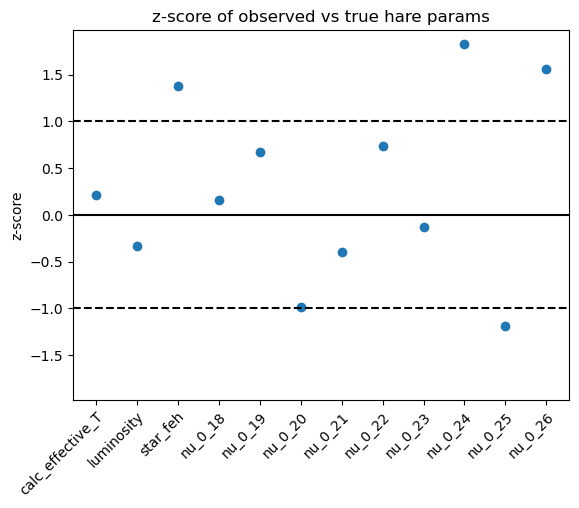 z-score of observed vs true hare params
z-score
1.5
1.0
0.5
0.0
−0.5
−1.0
−1.5
calc_effective_T
luminosity
star_feh
nu_0_18
nu_0_19
nu_0_20
nu_0_21
nu_0_22
nu_0_23
nu_0_24
nu_0_25
nu_0_26